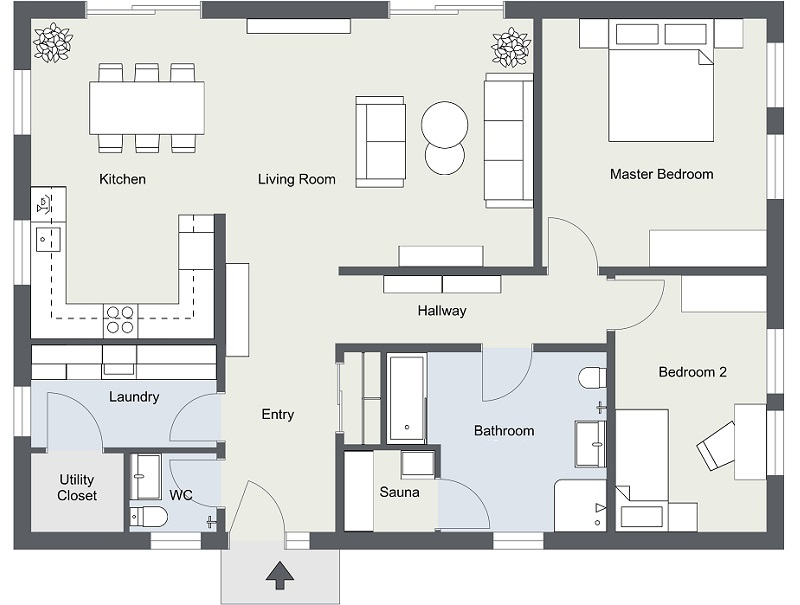 Kitchen
Living Room
Master Bedroom
Hallway
Bedroom 2
Laundry
Entry
Bathroom
Utility
Closet
WC
Sauna